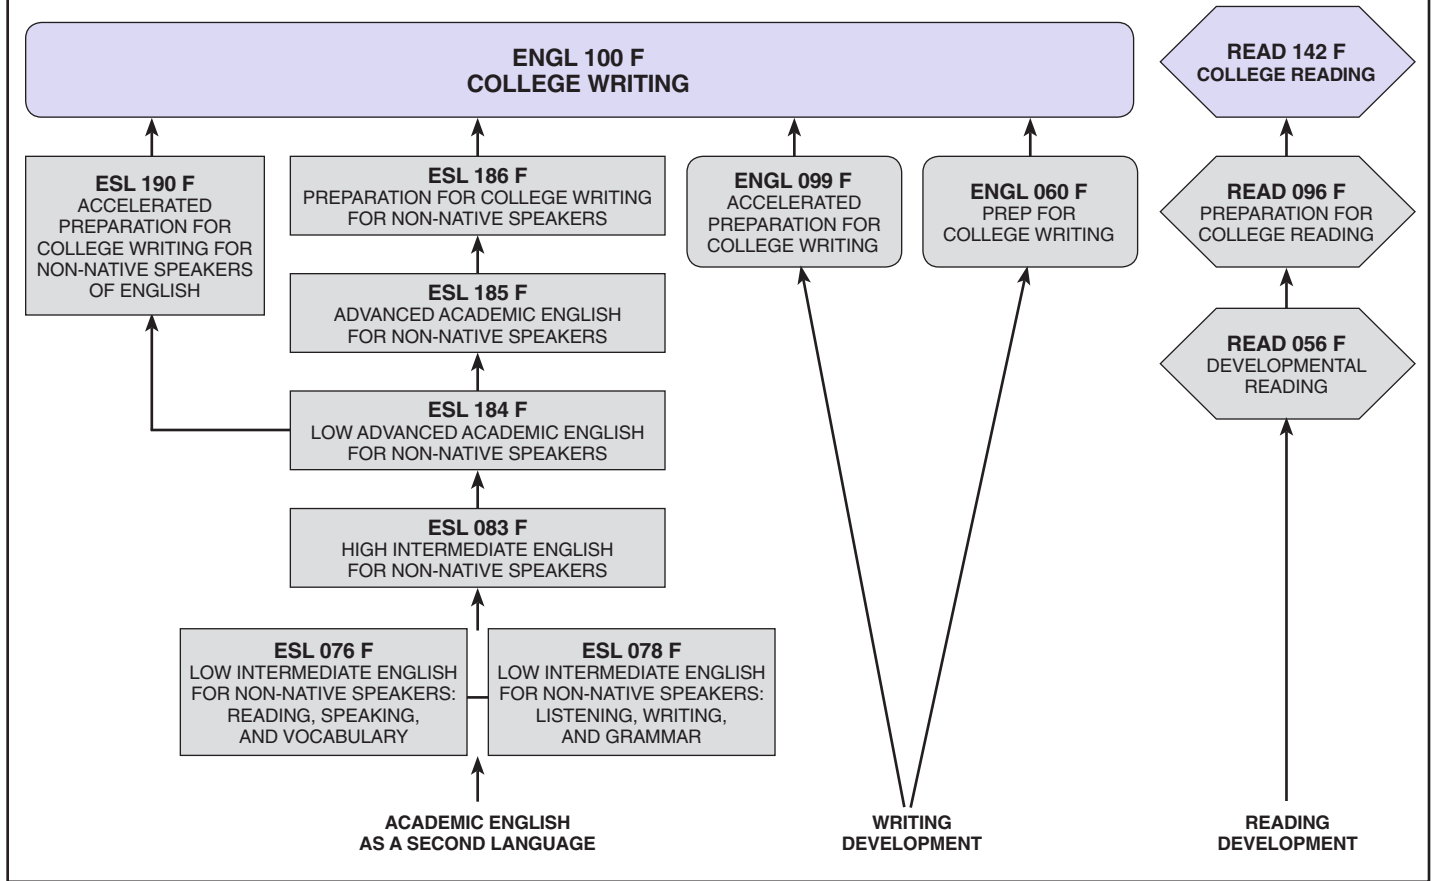 ENGL 100 F
COLLEGE WRITING
READ 142 F
COLLEGE READING
ESL 190 F
ACCELERATED
PREPARATION FOR
COLLEGE WRITING FOR
NON-NATIVE SPEAKERS
OF ENGLISH
ESL 186 F
PREPARATION FOR COLLEGE WRITING
FOR NON-NATIVE SPEAKERS
ENGL 099 F
ACCELERATED
PREPARATION FOR
COLLEGE WRITING
ENGL 060 F
PREP FOR
COLLEGE WRITING
READ 096 F
PREPARATION FOR
COLLEGE READING
ESL 185 F
ADVANCED ACADEMIC ENGLISH
FOR NON-NATIVE SPEAKERS
READ 056 F
DEVELOPMENTAL
READING
ESL 184 F
LOW ADVANCED ACADEMIC ENGLISH
FOR NON-NATIVE SPEAKERS
ESL 083 F
HIGH INTERMEDIATE ENGLISH
FOR NON-NATIVE SPEAKERS
ESL 076 F
LOW INTERMEDIATE ENGLISH
FOR NON-NATIVE SPEAKERS:
READING, SPEAKING,
AND VOCABULARY
ESL 078 F
LOW INTERMEDIATE ENGLISH
FOR NON-NATIVE SPEAKERS:
LISTENING, WRITING,
AND GRAMMAR
ACADEMIC ENGLISH
AS A SECOND LANGUAGE
WRITING
DEVELOPMENT
READING
DEVELOPMENT